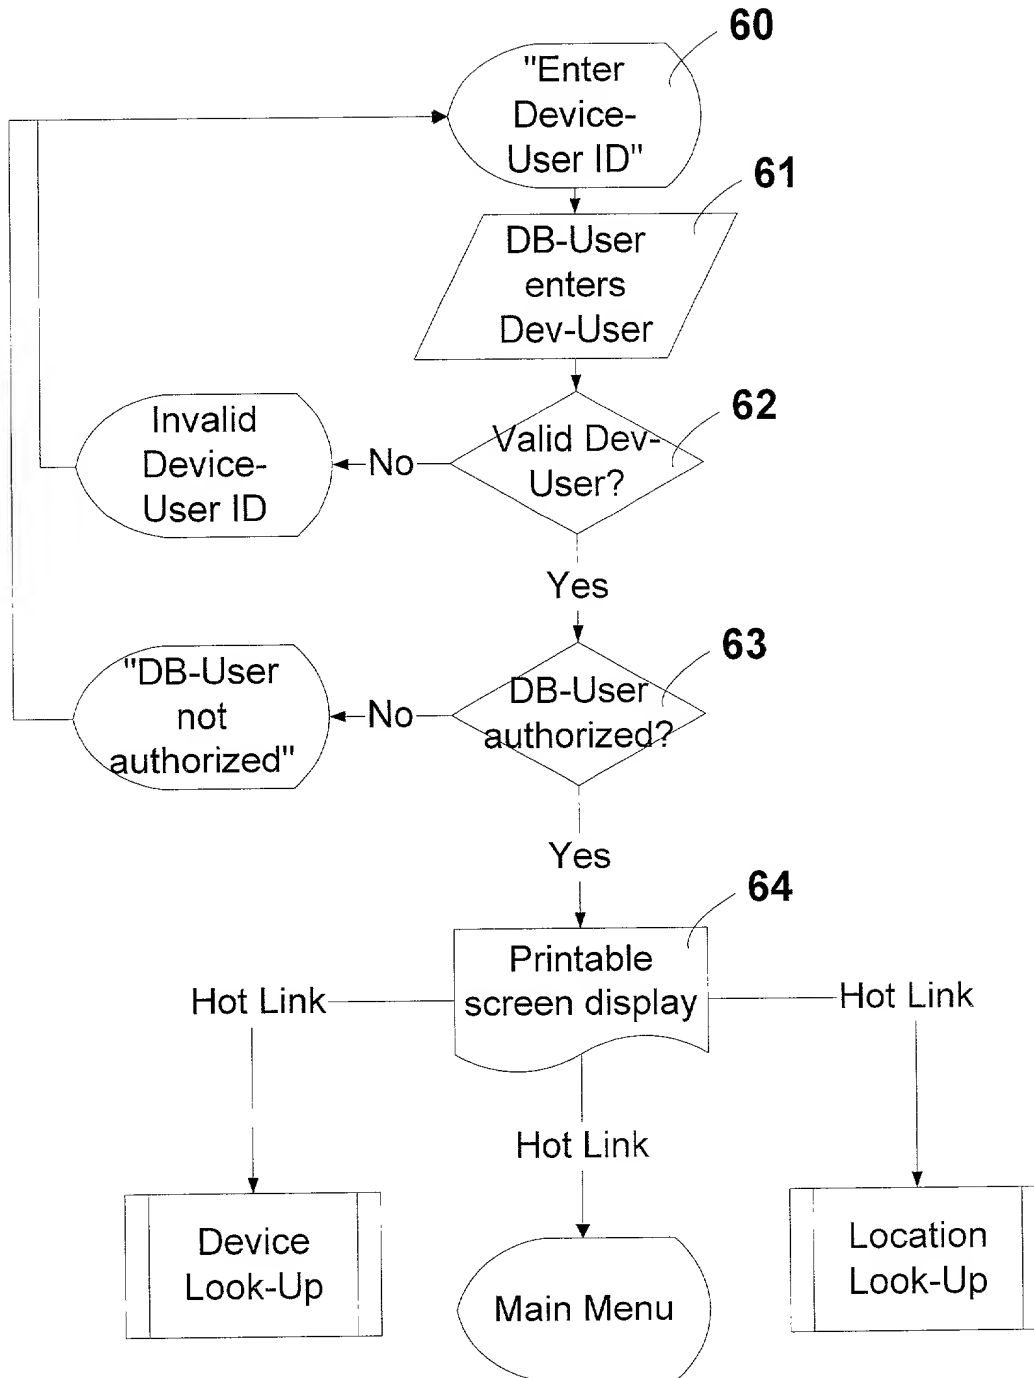 60
"Enter
Device-
User ID"
61
DB-User
enters
Dev-User
62
Valid Dev-
User?
No
Invalid
Device-
User ID
Yes
63
DB-User
authorized?
No
"DB-User
not
authorized"
Yes
64
Printable
screen display
Hot Link
Hot Link
Hot Link
Device
Look-Up
Main Menu
Location
Look-Up